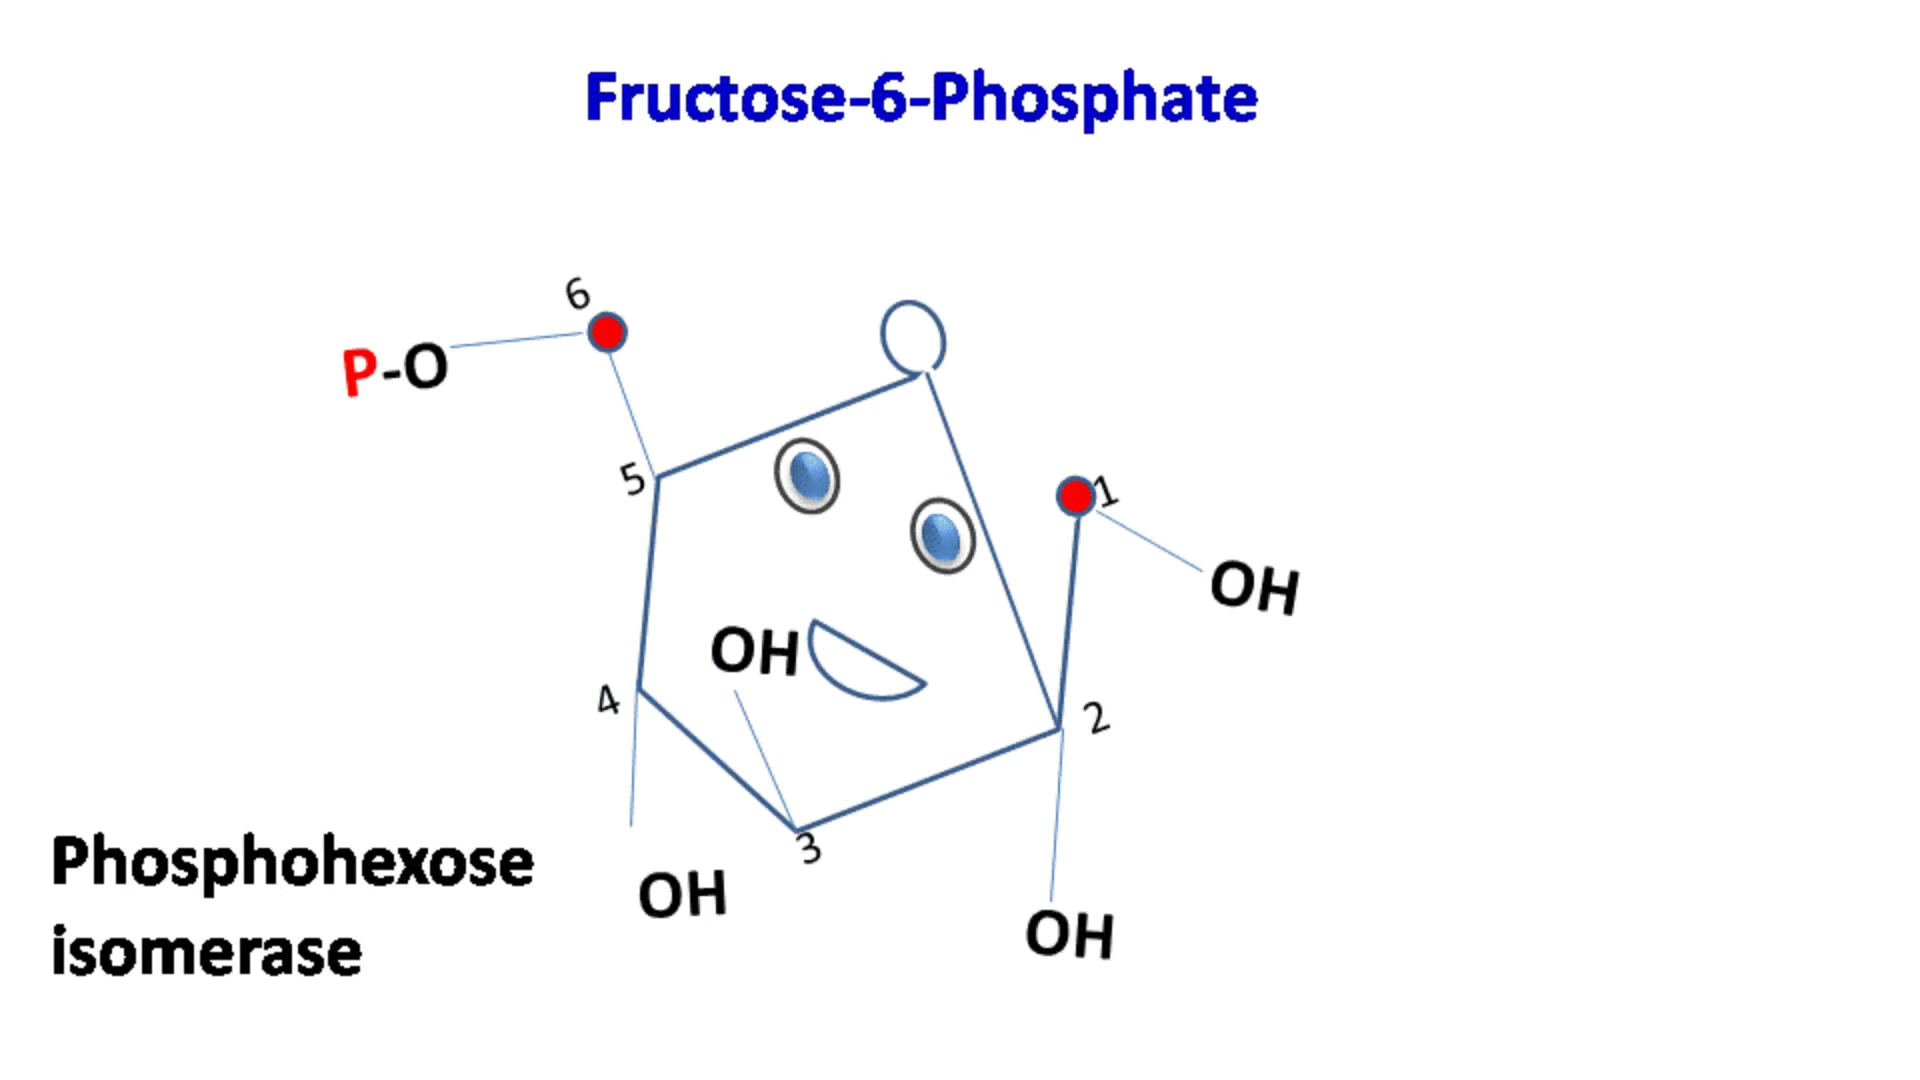 Fructose-6-Phosphate
6
P-O
5
1
OH
OH
4
2
3
Phosphohexose
isomerase
OH
OH